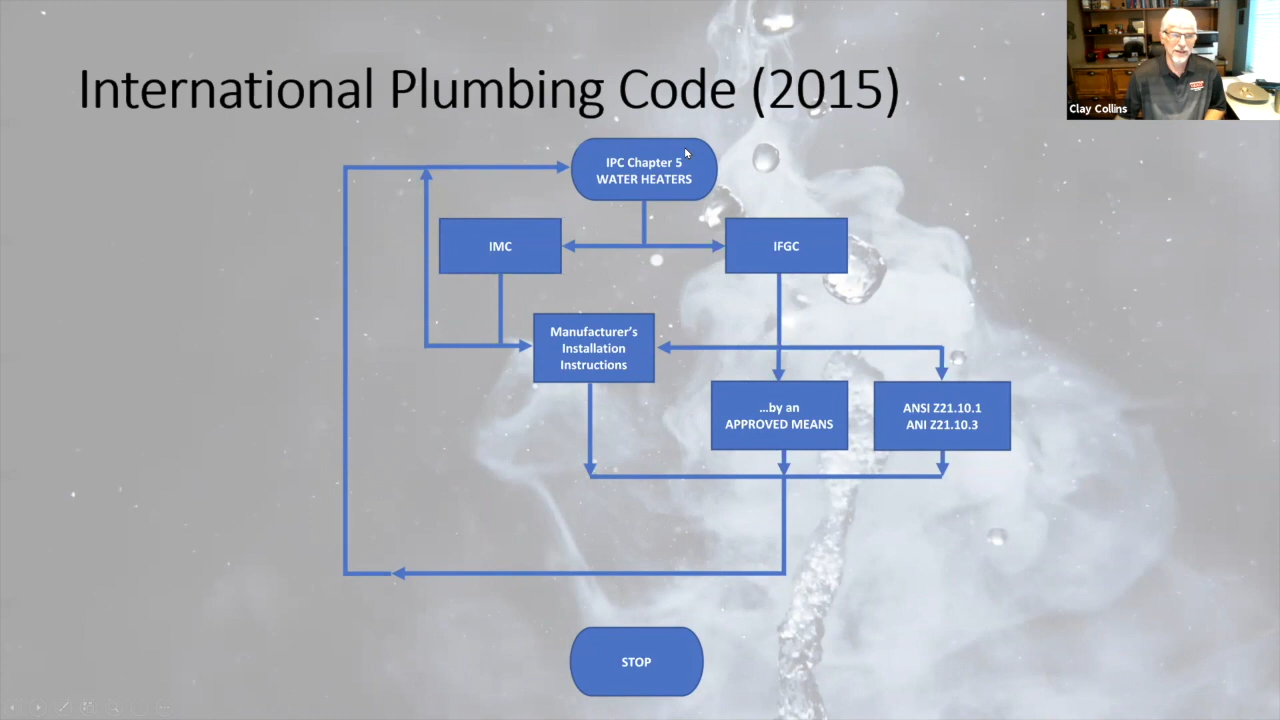 International Plumbing Code (2015)
Clay Collins
IPC Chapter 5
WATER HEATERS
IMC
IFGC
Manufacturer's
Installation
Instructions
...by an
APPROVED MEANS
ANSI Z21.10.1
ANI Z21.10.3
STOP